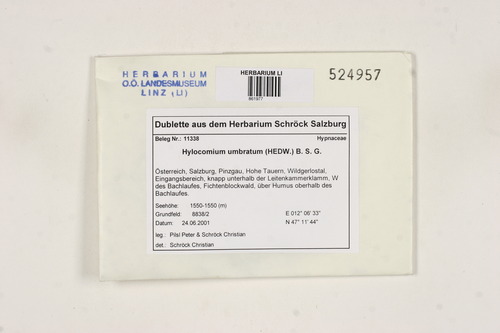 HERBARIUM
O.Ö. LANDESMUSEUM
LINZ (LI)
HERBARIUM LI
524957
Dublette aus dem Herbarium Schröck Salzburg
Beleg Nr.: 11338 Hypnaceae
Hylocomium umbratum (HEDW.) B. S. G.
Österreich, Salzburg, Pinzgau, Hohe Tauern, Wildgerlostal,
Eingangsbereich, knapp unterhalb der Leitenkammerklamm, W
des Bachlaufes, Fichtenblockwald, über Humus oberhalb des
Bachlaufes.
Seehöhe: 1550-1550 (m)
Grundfeld: 8838/2 E 012° 06' 33"
Datum: 24.06.2001 N 47° 11' 44"
leg.: Pilsl Peter & Schröck Christian
det.: Schröck Christian